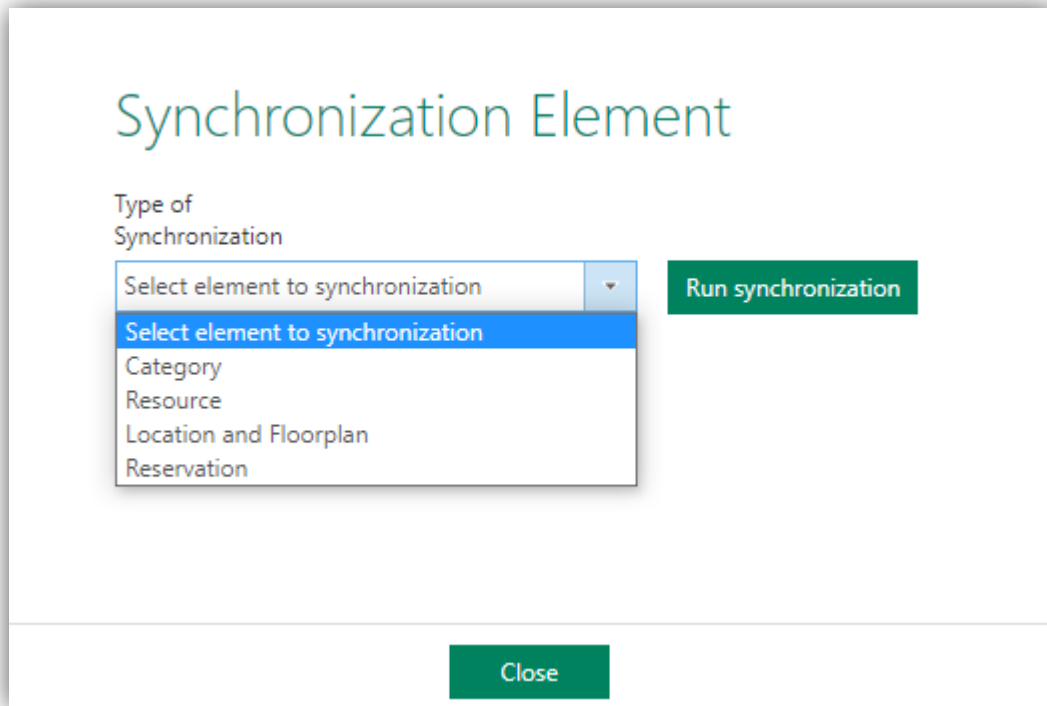 Synchronization Element
Type of
Synchronization
Select element to synchronization
Run synchronization
Select element to synchronization
Category
Resource
Location and Floorplan
Reservation
Close